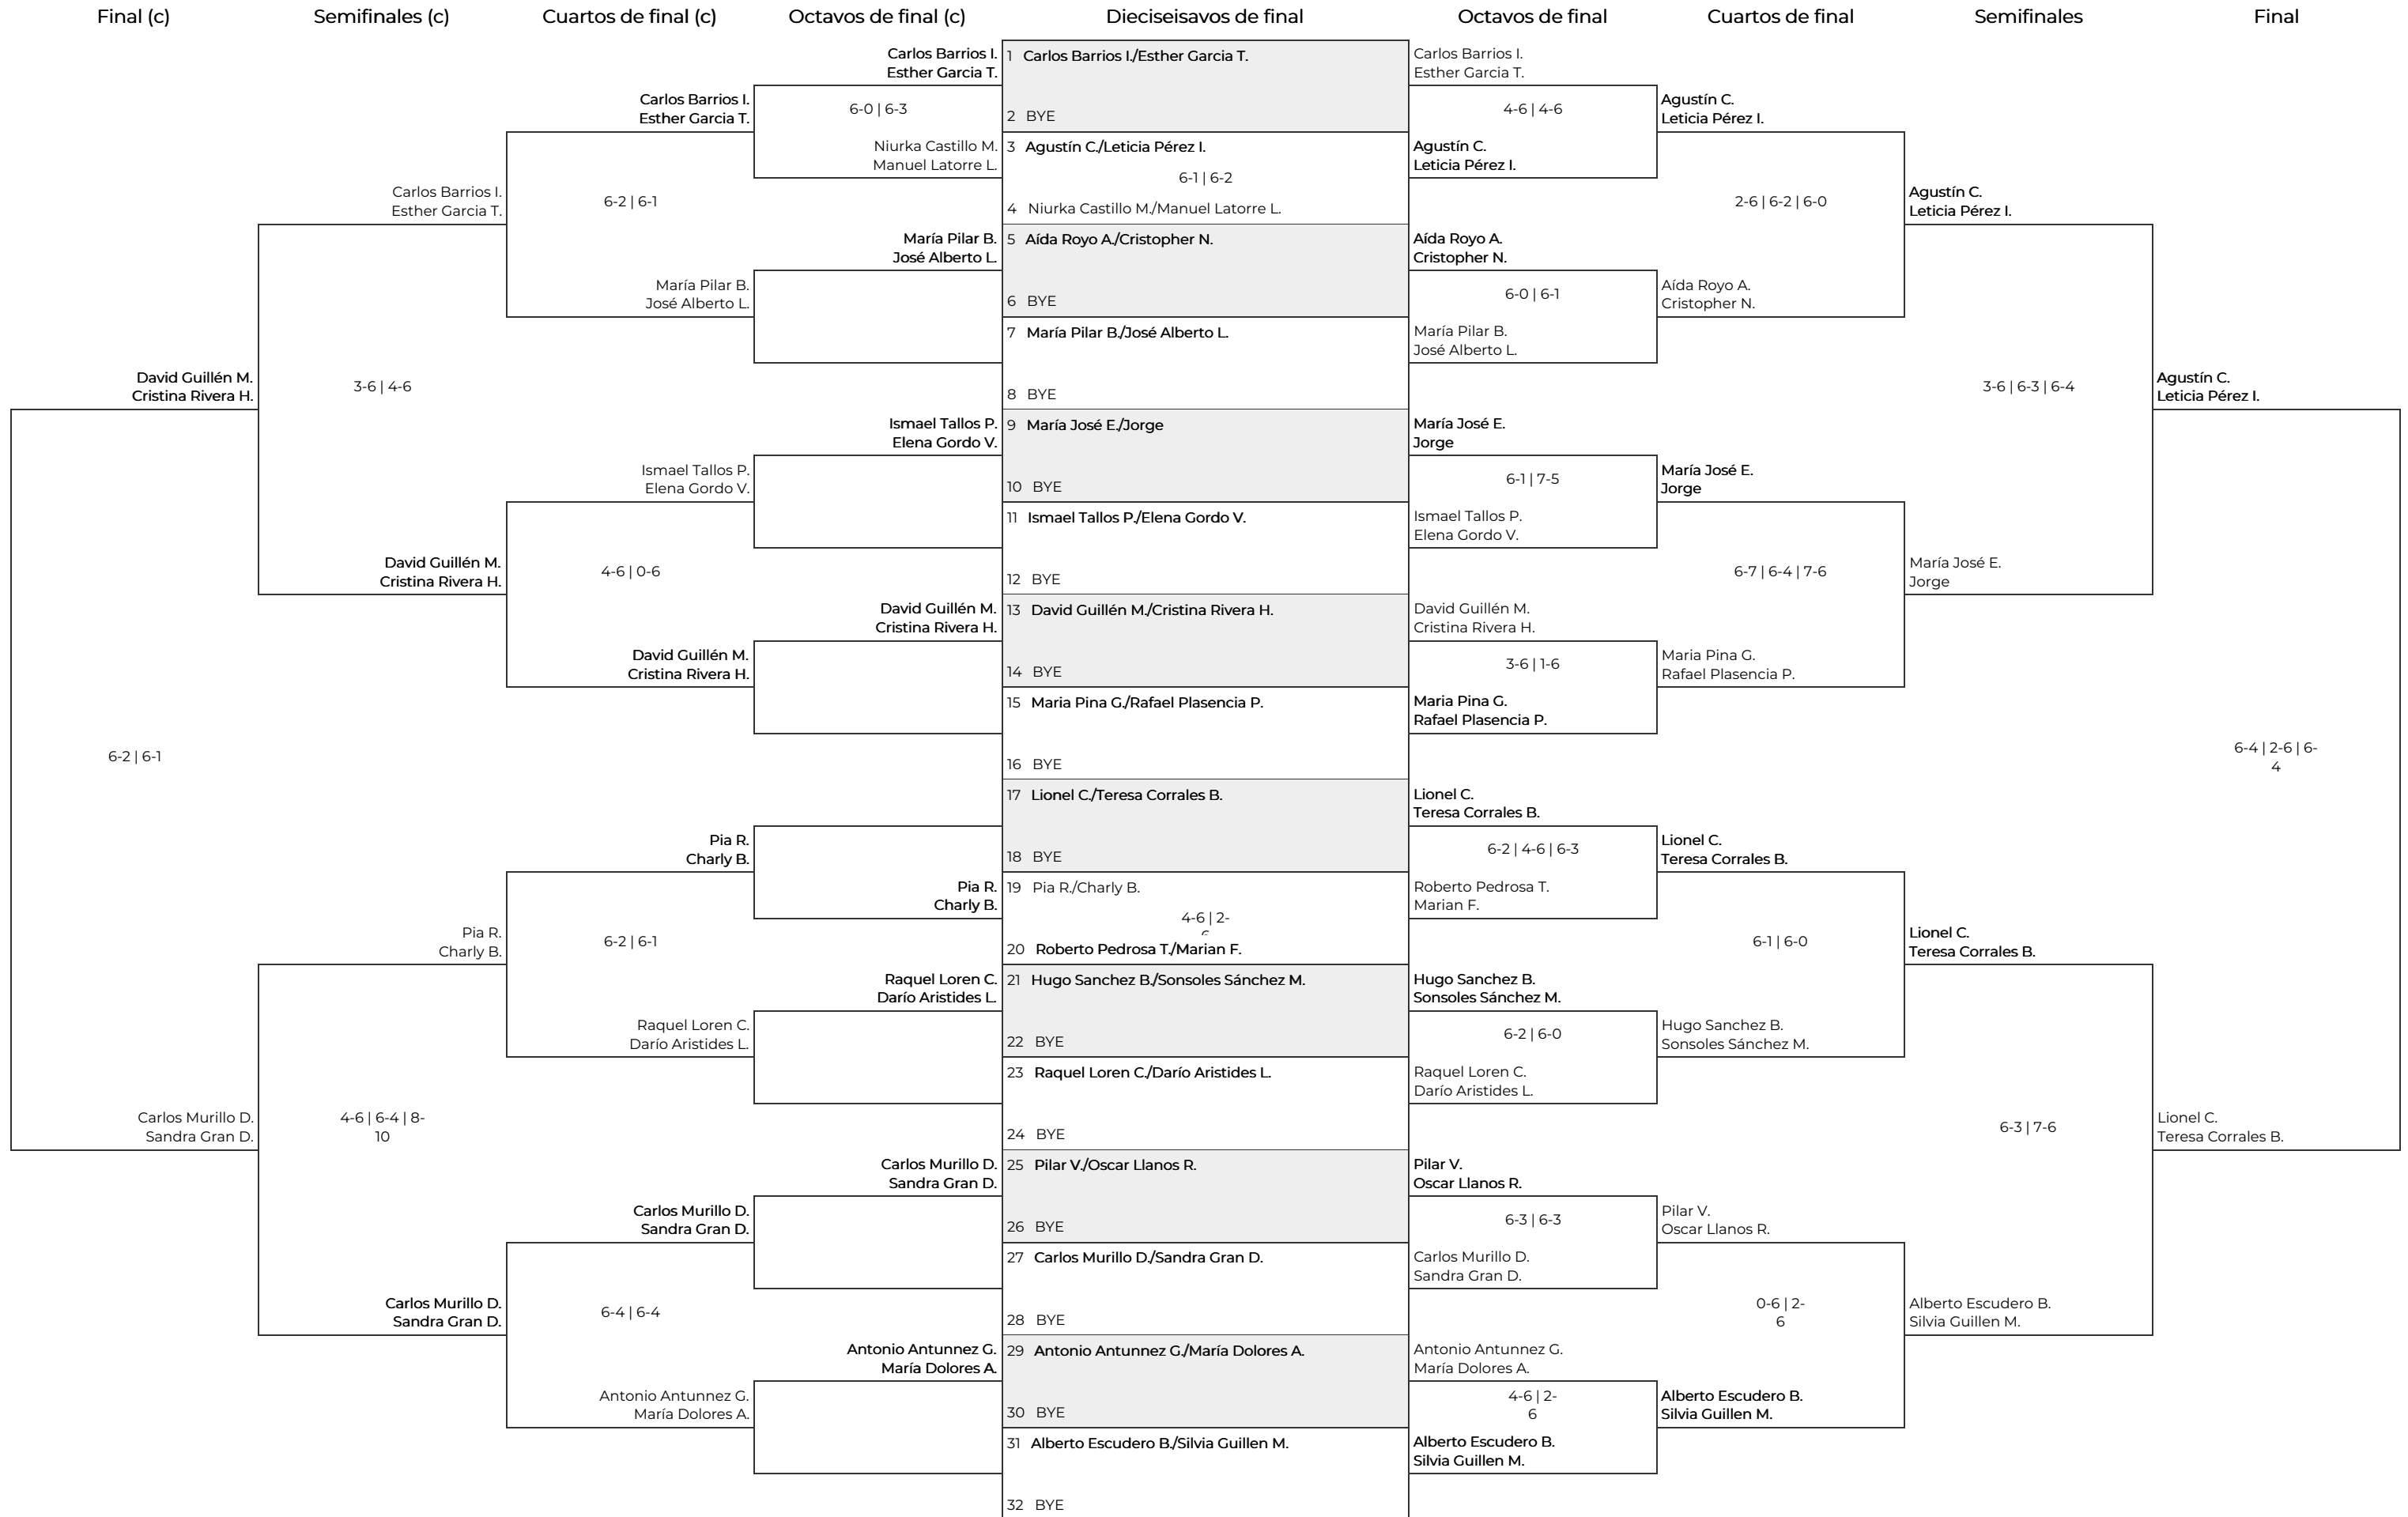 Final (c)
Semifinales (c)
Cuartos de final (c)
Octavos de final (c)
Dieciseisavos de final
Octavos de final
Cuartos de final
Semifinales
Final
David Guillén M.
Cristina Rivera H.
6-2 | 6-1
Carlos Murillo D.
Sandra Gran D.
Carlos Barrios I.
Esther Garcia T.
3-6 | 4-6
David Guillén M.
Cristina Rivera H.
Pia R.
Charly B.
4-6 | 6-4 | 8-
10
Carlos Murillo D.
Sandra Gran D.
Carlos Barrios I.
Esther Garcia T.
6-2 | 6-1
María Pilar B.
José Alberto L.
Ismael Tallos P.
Elena Gordo V.
4-6 | 0-6
David Guillén M.
Cristina Rivera H.
Pia R.
Charly B.
6-2 | 6-1
Raquel Loren C.
Darío Aristides L.
Carlos Murillo D.
Sandra Gran D.
6-4 | 6-4
Antonio Antunnez G.
María Dolores A.
Carlos Barrios I.
Esther Garcia T.
6-0 | 6-3
Niurka Castillo M.
Manuel Latorre L.
María Pilar B.
José Alberto L.
Ismael Tallos P.
Elena Gordo V.
David Guillén M.
Cristina Rivera H.
Pia R.
Charly B.
Raquel Loren C.
Darío Aristides L.
Carlos Murillo D.
Sandra Gran D.
Antonio Antunnez G.
María Dolores A.
1 Carlos Barrios I./Esther Garcia T.
2 BYE
3 Agustín C./Leticia Pérez I.
6-1 | 6-2
4 Niurka Castillo M./Manuel Latorre L.
5 Aída Royo A./Cristopher N.
6 BYE
7 María Pilar B./José Alberto L.
8 BYE
9 María José E./Jorge
10 BYE
11 Ismael Tallos P./Elena Gordo V.
12 BYE
13 David Guillén M./Cristina Rivera H.
14 BYE
15 Maria Pina G./Rafael Plasencia P.
16 BYE
17 Lionel C./Teresa Corrales B.
18 BYE
19 Pia R./Charly B.
4-6 | 2-
20 Roberto Pedrosa T./Marian F.
21 Hugo Sanchez B./Sonsoles Sánchez M.
22 BYE
23 Raquel Loren C./Darío Aristides L.
24 BYE
25 Pilar V./Oscar Llanos R.
26 BYE
27 Carlos Murillo D./Sandra Gran D.
28 BYE
29 Antonio Antunnez G./María Dolores A.
30 BYE
31 Alberto Escudero B./Silvia Guillen M.
32 BYE
Carlos Barrios I.
Esther Garcia T.
4-6 | 4-6
Agustín C.
Leticia Pérez I.
Aída Royo A.
Cristopher N.
6-0 | 6-1
María Pilar B.
José Alberto L.
María José E.
Jorge
6-1 | 7-5
Ismael Tallos P.
Elena Gordo V.
David Guillén M.
Cristina Rivera H.
3-6 | 1-6
Maria Pina G.
Rafael Plasencia P.
Lionel C.
Teresa Corrales B.
6-2 | 4-6 | 6-3
Roberto Pedrosa T.
Marian F.
Hugo Sanchez B.
Sonsoles Sánchez M.
6-2 | 6-0
Raquel Loren C.
Darío Aristides L.
Pilar V.
Oscar Llanos R.
6-3 | 6-3
Carlos Murillo D.
Sandra Gran D.
Antonio Antunnez G.
María Dolores A.
4-6 | 2-
6
Alberto Escudero B.
Silvia Guillen M.
Agustín C.
Leticia Pérez I.
2-6 | 6-2 | 6-0
Aída Royo A.
Cristopher N.
María José E.
Jorge
6-7 | 6-4 | 7-6
Maria Pina G.
Rafael Plasencia P.
Lionel C.
Teresa Corrales B.
6-1 | 6-0
Hugo Sanchez B.
Sonsoles Sánchez M.
Pilar V.
Oscar Llanos R.
0-6 | 2-
6
Alberto Escudero B.
Silvia Guillen M.
Agustín C.
Leticia Pérez I.
3-6 | 6-3 | 6-4
María José E.
Jorge
Lionel C.
Teresa Corrales B.
6-3 | 7-6
Alberto Escudero B.
Silvia Guillen M.
Agustín C.
Leticia Pérez I.
6-4 | 2-6 | 6-
4
Lionel C.
Teresa Corrales B.